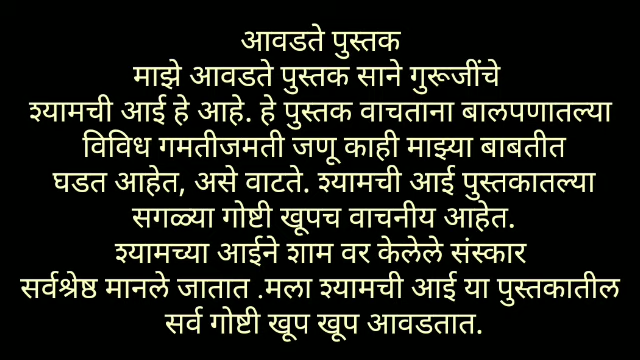 आवडते पुस्तक
माझे आवडते पुस्तक साने गुरूजींचे
श्यामची आई हे आहे. हे पुस्तक वाचताना बालपणातल्या
विविध गमतीजमती जणू काही माझ्या बाबतीत
घडत आहेत, असे वाटते. श्यामची आई पुस्तकातल्या
सगळ्या गोष्टी खूपच वाचनीय आहेत.
श्यामच्या आईने शाम वर केलेले संस्कार
सर्वश्रेष्ठ मानले जातात .मला श्यामची आई या पुस्तकातील
सर्व गोष्टी खूप खूप आवडतात.